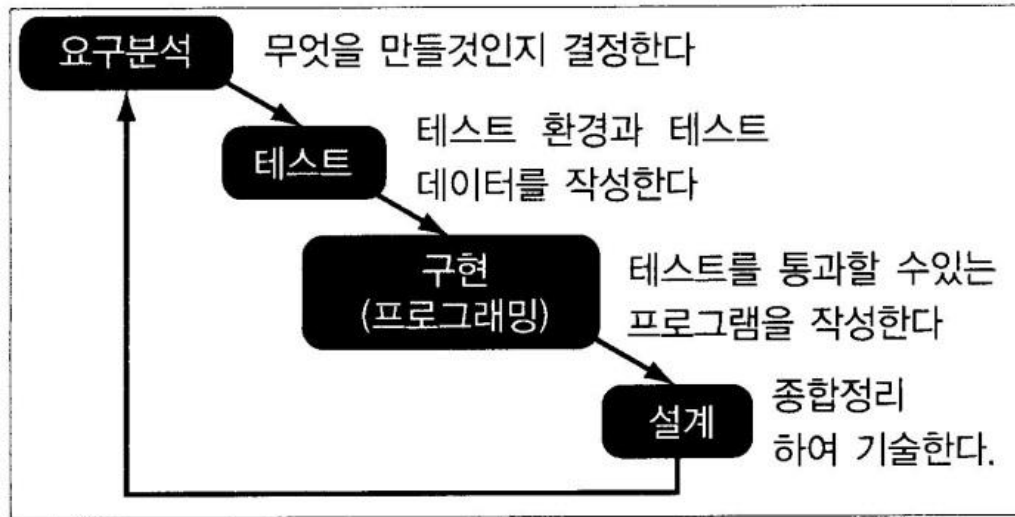 요구분석
무엇을 만들것인지 결정한다
테스트
테스트 환경과 테스트
데이터를 작성한다
구현
(프로그래밍)
테스트를 통과할 수있는
프로그램을 작성한다
설계
종합정리
하여 기술한다.